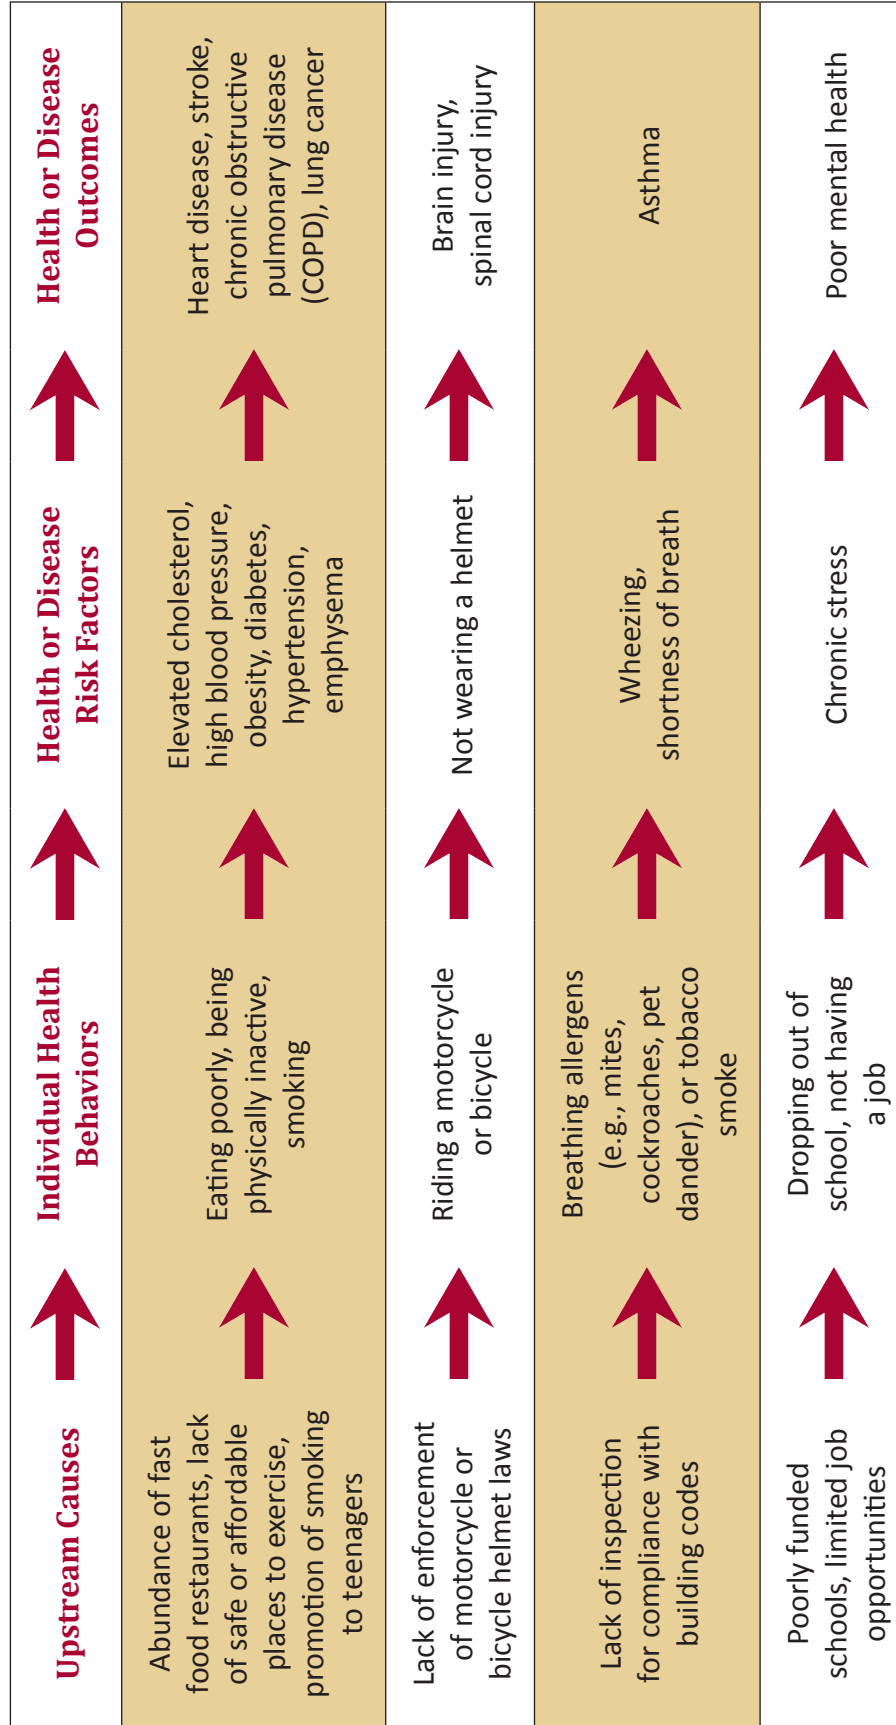 Upstream Causes
Individual Health
Behaviors
Health or Disease
Risk Factors
Health or Disease
Outcomes
Abundance of fast
food restaurants, lack
of safe or affordable
places to exercise,
promotion of smoking
to teenagers
Eating poorly, being
physically inactive,
smoking
Elevated cholesterol,
high blood pressure,
obesity, diabetes,
hypertension,
emphysema
Heart disease, stroke,
chronic obstructive
pulmonary disease
(COPD), lung cancer
Lack of enforcement
of motorcycle or
bicycle helmet laws
Riding a motorcycle
or bicycle
Not wearing a helmet
Brain injury,
spinal cord injury
Lack of inspection
for compliance with
building codes
Breathing allergens
(e.g., mites,
cockroaches, pet
dander), or tobacco
smoke
Wheezing,
shortness of breath
Asthma
Poorly funded
schools, limited job
opportunities
Dropping out of
school, not having
a job
Chronic stress
Poor mental health